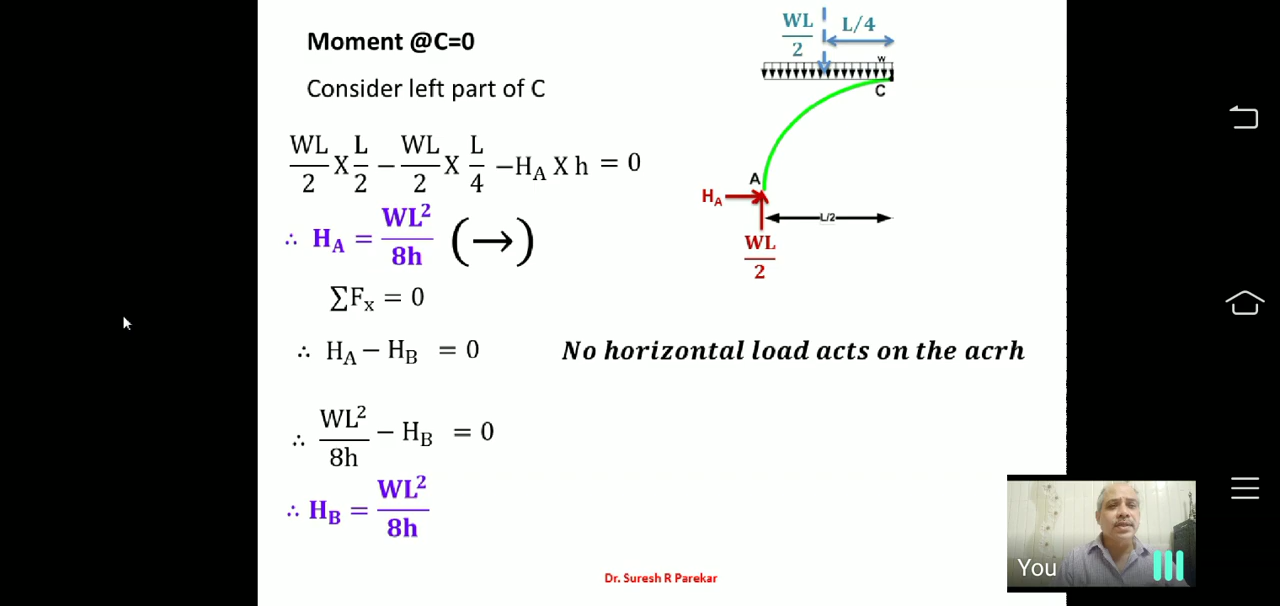 Moment @C=0
Consider left part of C
WL/2 X L/2 − WL/2 X L/4 −H_A X h = 0
∴ H_A = WL²/8h (→)
∑F_x = 0
∴ H_A − H_B = 0
No horizontal load acts on the acrh
∴ WL²/8h − H_B = 0
∴ H_B = WL²/8h
WL/2
L/4
w
C
A
H_A
L/2
WL/2
Dr. Suresh R Parekar
You